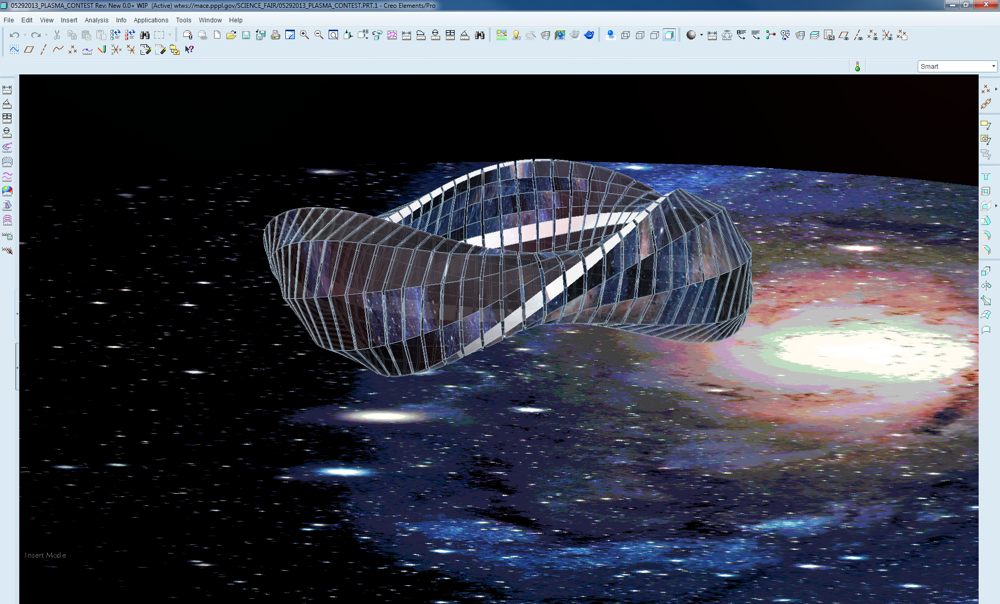 05292013_PLASMA_CONTEST Rev: New 0.0+ WIP (Active) wtws://mace.pppl.gov/SCIENCE_FAIR/05292013_PLASMA_CONTEST.PRT.1 - Creo Elements/Pro
File Edit View Insert Analysis Info Applications Tools Window Help
Smart
Insert Mode